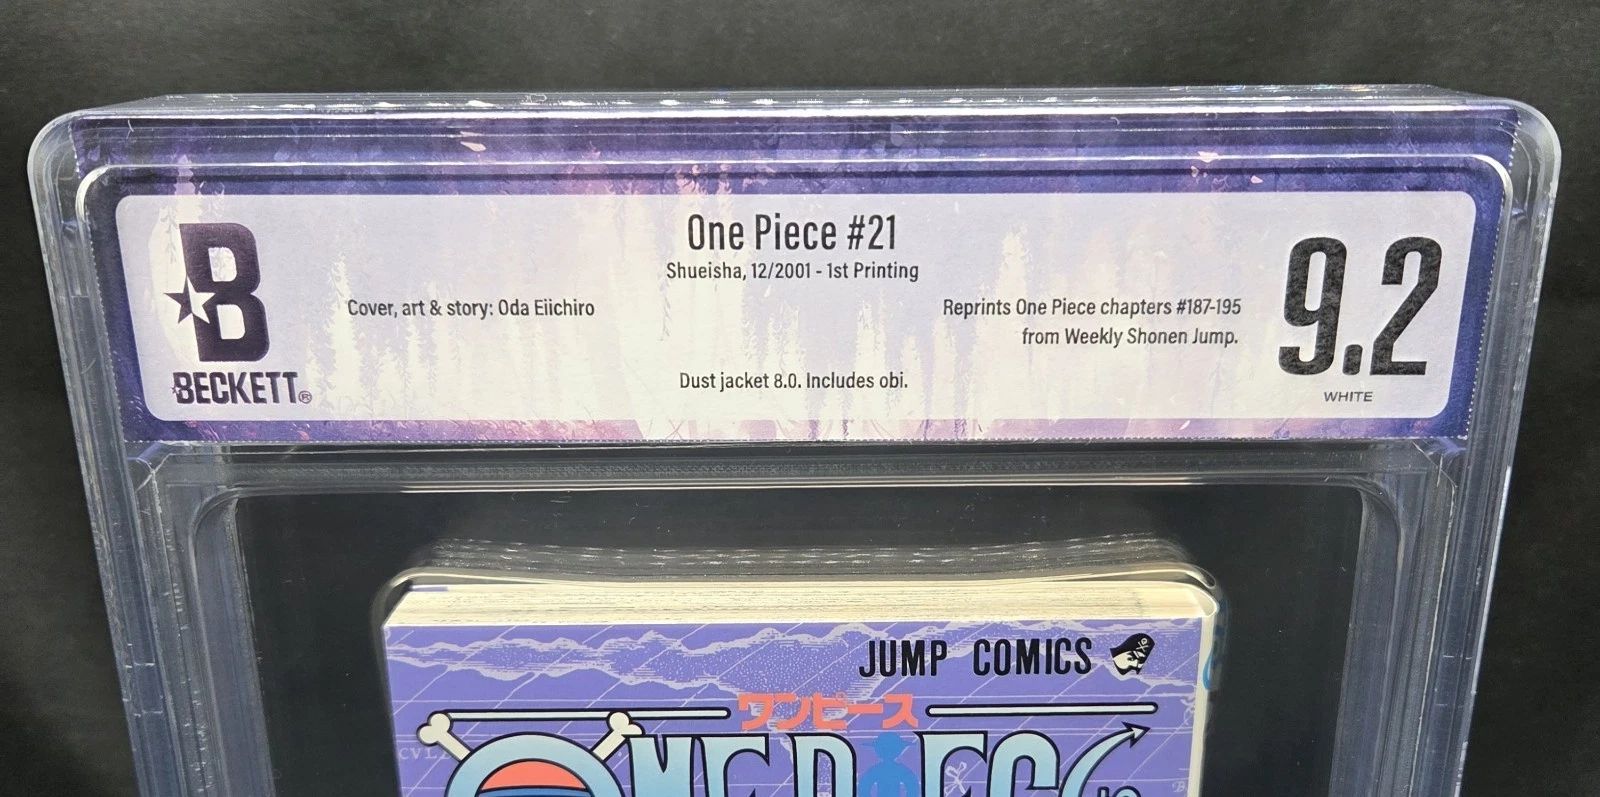 One Piece #21
Shueisha, 12/2001 - 1st Printing
Cover, art & story: Oda Eiichiro
Reprints One Piece chapters #187-195
from Weekly Shonen Jump.
Dust jacket 8.0. Includes obi.
B
BECKETT®
9.2
WHITE
JUMP COMICS
ワンピース
ONE PIECE